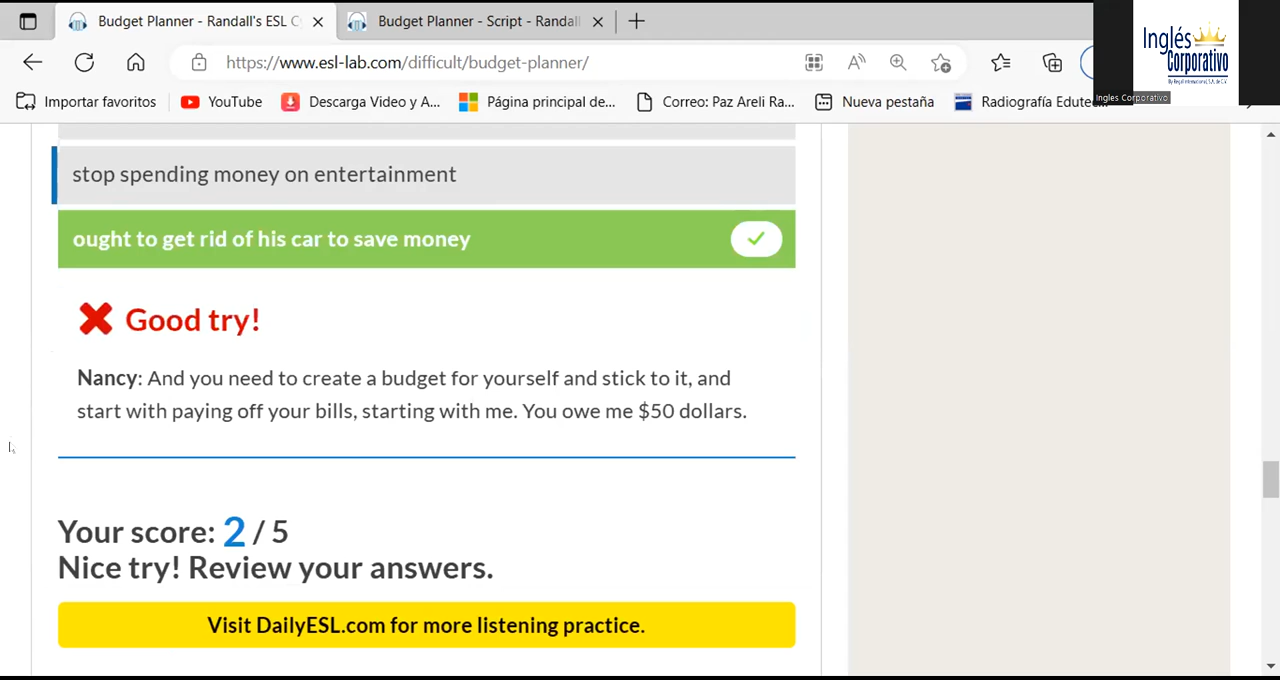 Budget Planner - Randall's ESL C
Budget Planner - Script - Randall
https://www.esl-lab.com/difficult/budget-planner/
Importar favoritos
YouTube
Descarga Video y A...
Página principal de...
Correo: Paz Areli Ra...
Nueva pestaña
Radiografía Edutec...
Inglés
Corporativo
Ingles Corporativo
stop spending money on entertainment
ought to get rid of his car to save money
Good try!
Nancy: And you need to create a budget for yourself and stick to it, and
start with paying off your bills, starting with me. You owe me $50 dollars.
Your score: 2 / 5
Nice try! Review your answers.
Visit DailyESL.com for more listening practice.